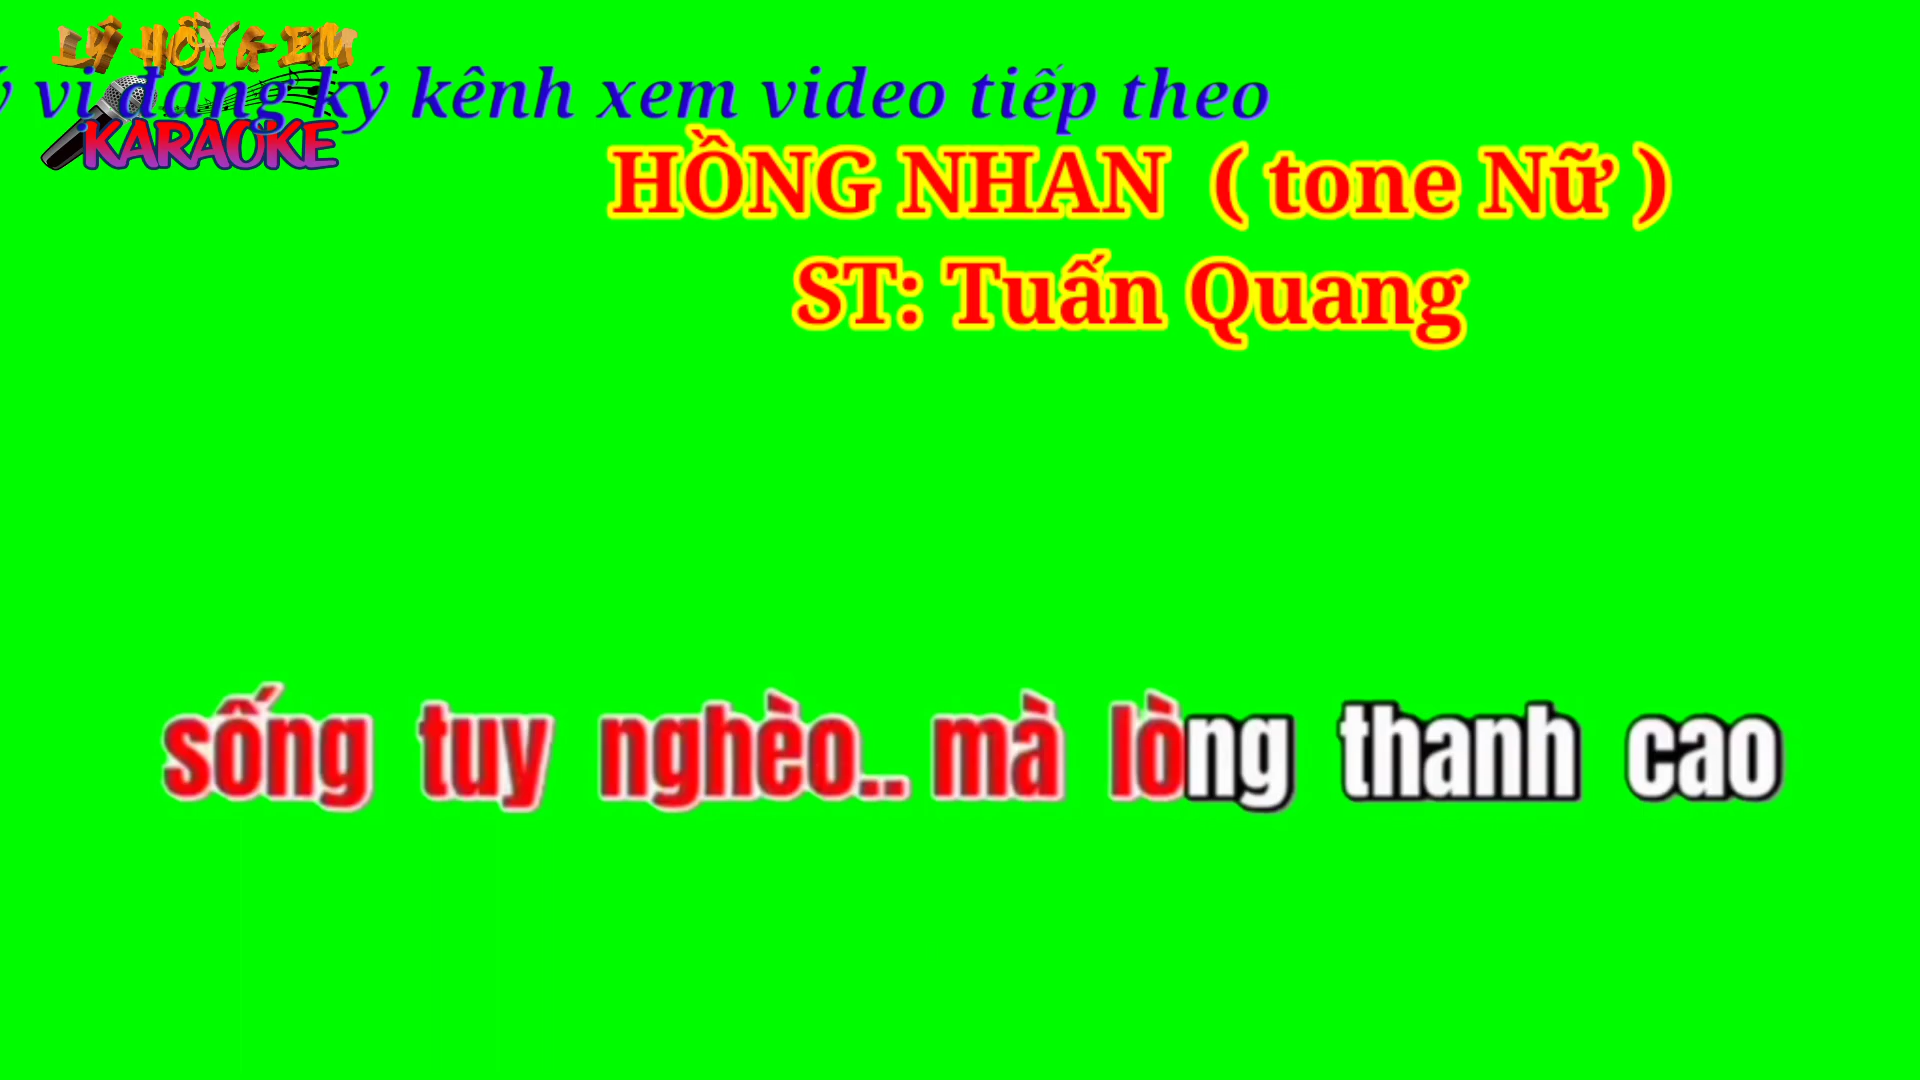 LÝ HỒNG EM
ý vị đăng ký kênh xem video tiếp theo
KARAOKE
HỒNG NHAN ( tone Nữ )
ST: Tuấn Quang
sống tuy nghèo.. mà lòng thanh cao